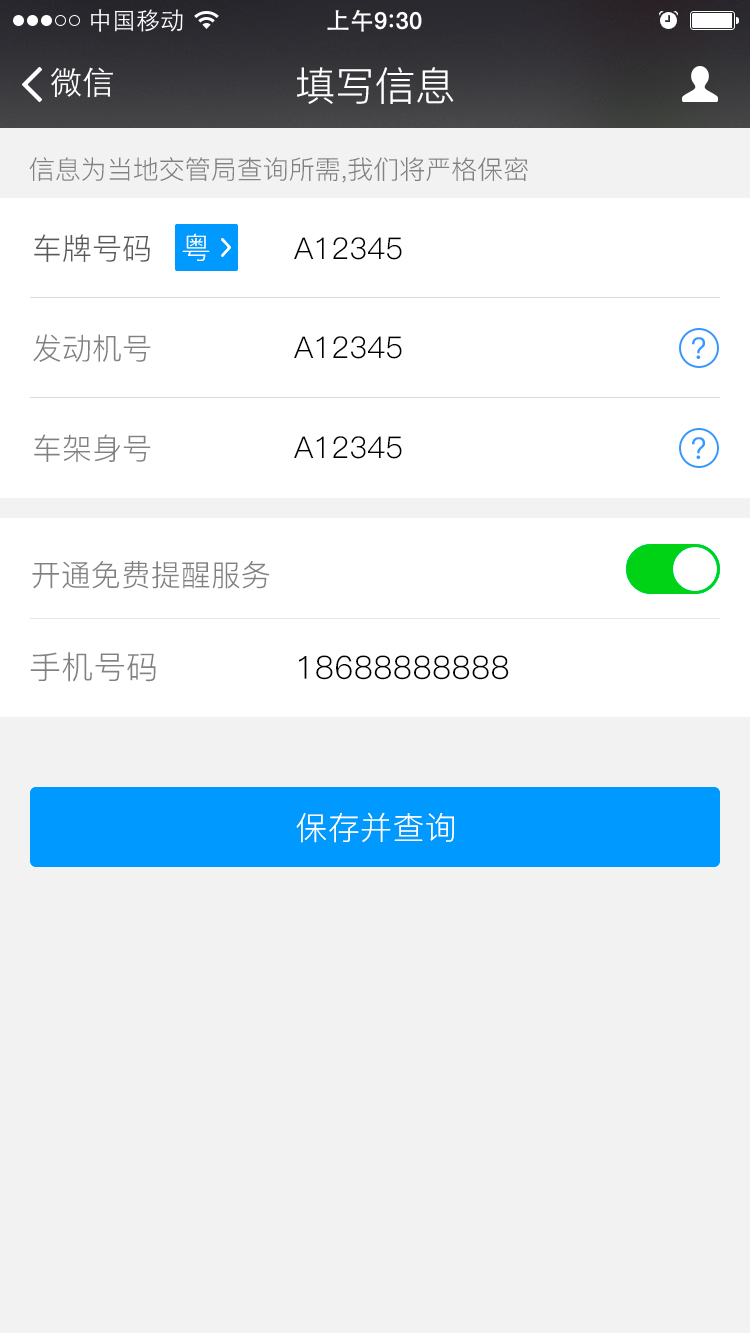 中国移动 上午9:30
微信 填写信息
信息为当地交管局查询所需,我们将严格保密
车牌号码 粤 A12345
发动机号 A12345 ?
车架身号 A12345 ?
开通免费提醒服务
手机号码 18688888888
保存并查询